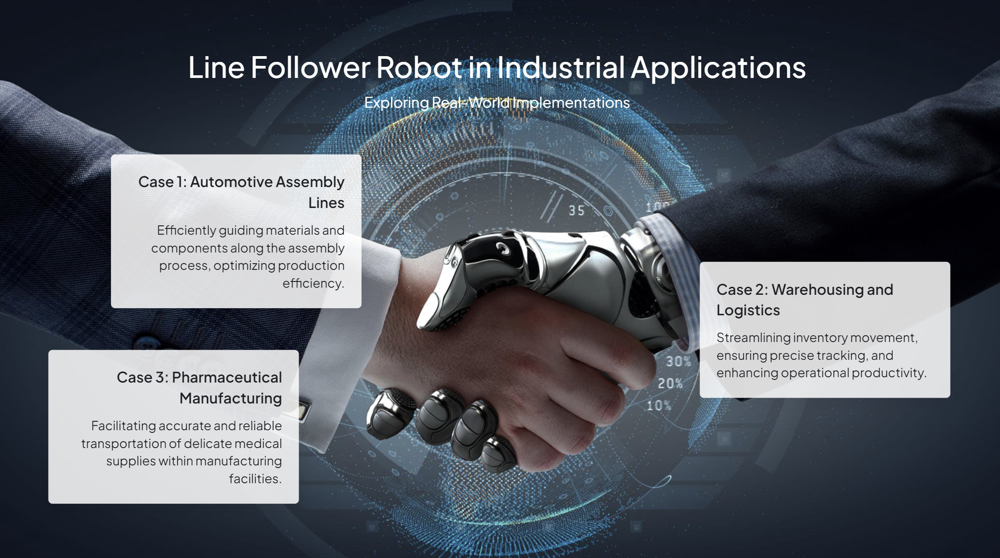 Line Follower Robot in Industrial Applications
Exploring Real-World Implementations
Case 1: Automotive Assembly
Lines
Efficiently guiding materials and
components along the assembly
process, optimizing production
efficiency.
35
Case 2: Warehousing and
Logistics
Streamlining inventory movement,
ensuring precise tracking, and
enhancing operational productivity.
30%
20%
10%
Case 3: Pharmaceutical
Manufacturing
Facilitating accurate and reliable
transportation of delicate medical
supplies within manufacturing
facilities.